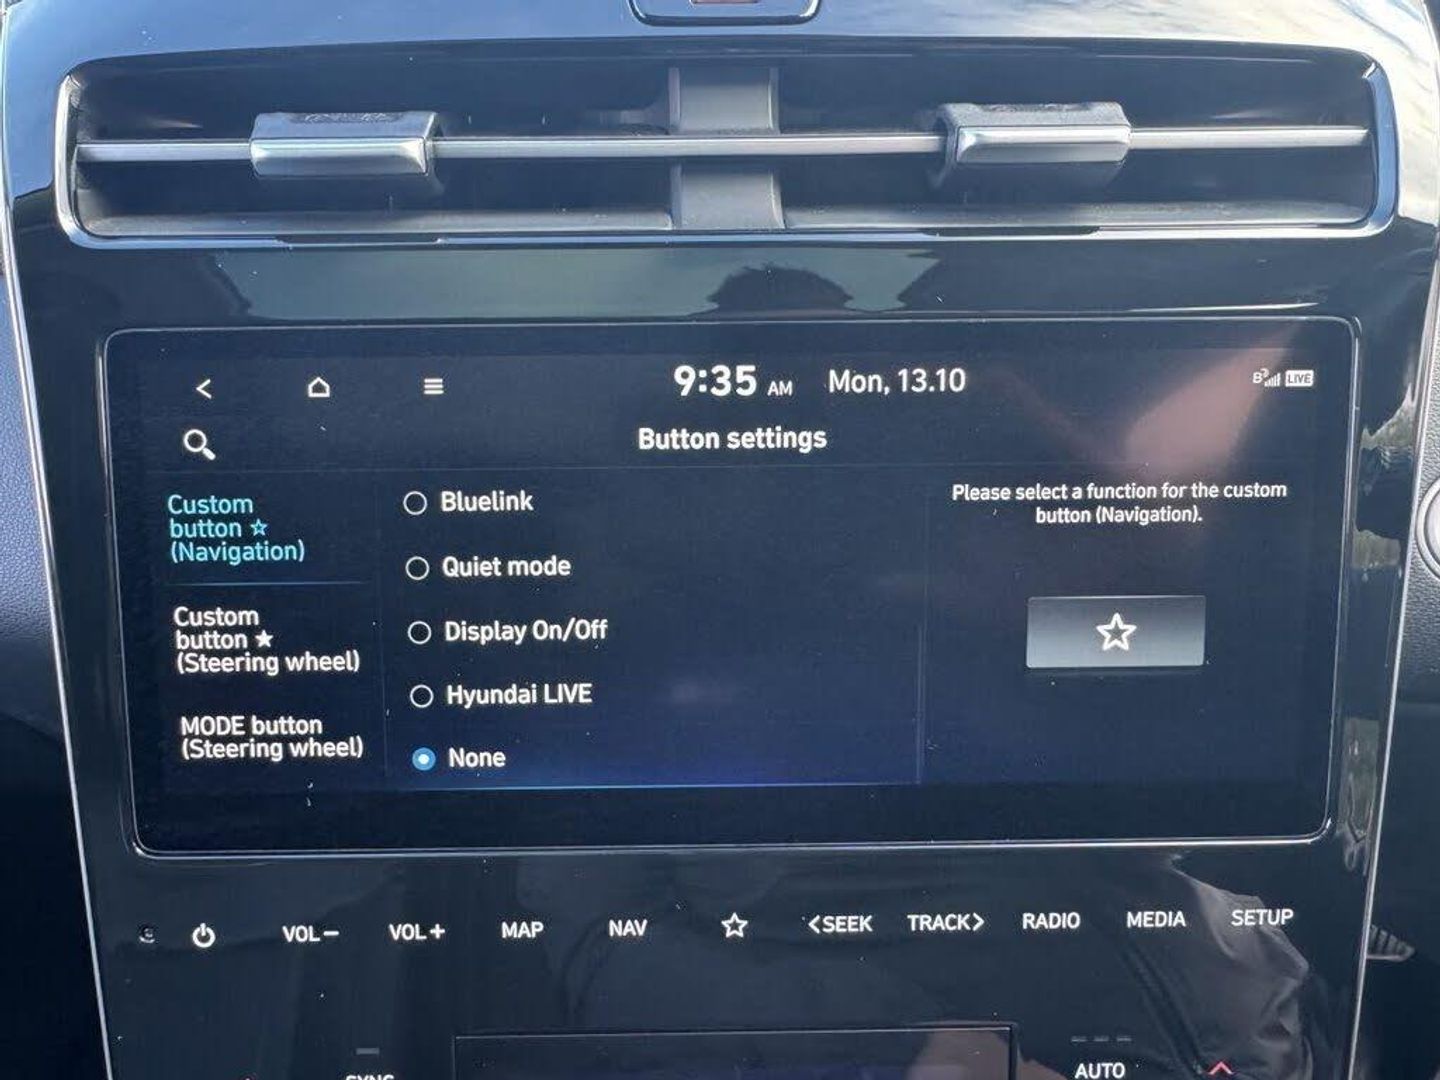 9:35 AM Mon, 13.10
B LIVE
Button settings
Custom
button ☆
(Navigation)
Custom
button ★
(Steering wheel)
MODE button
(Steering wheel)
Bluelink
Quiet mode
Display On/Off
Hyundai LIVE
None
Please select a function for the custom
button (Navigation).
VOL− VOL+ MAP NAV ☆ <SEEK TRACK> RADIO MEDIA SETUP
SYNC AUTO